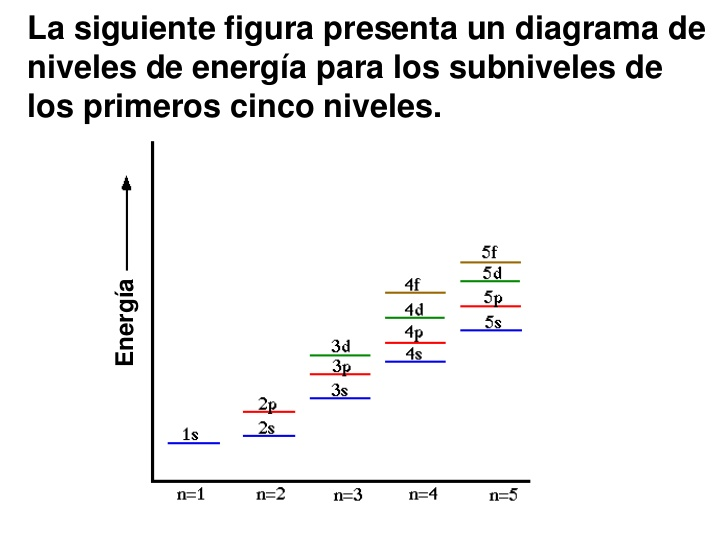 La siguiente figura presenta un diagrama de
niveles de energía para los subniveles de
los primeros cinco niveles.
Energía
5f
5d
5p
5s
4f
4d
4p
4s
3d
3p
3s
2p
2s
1s
n=1 n=2 n=3 n=4 n=5